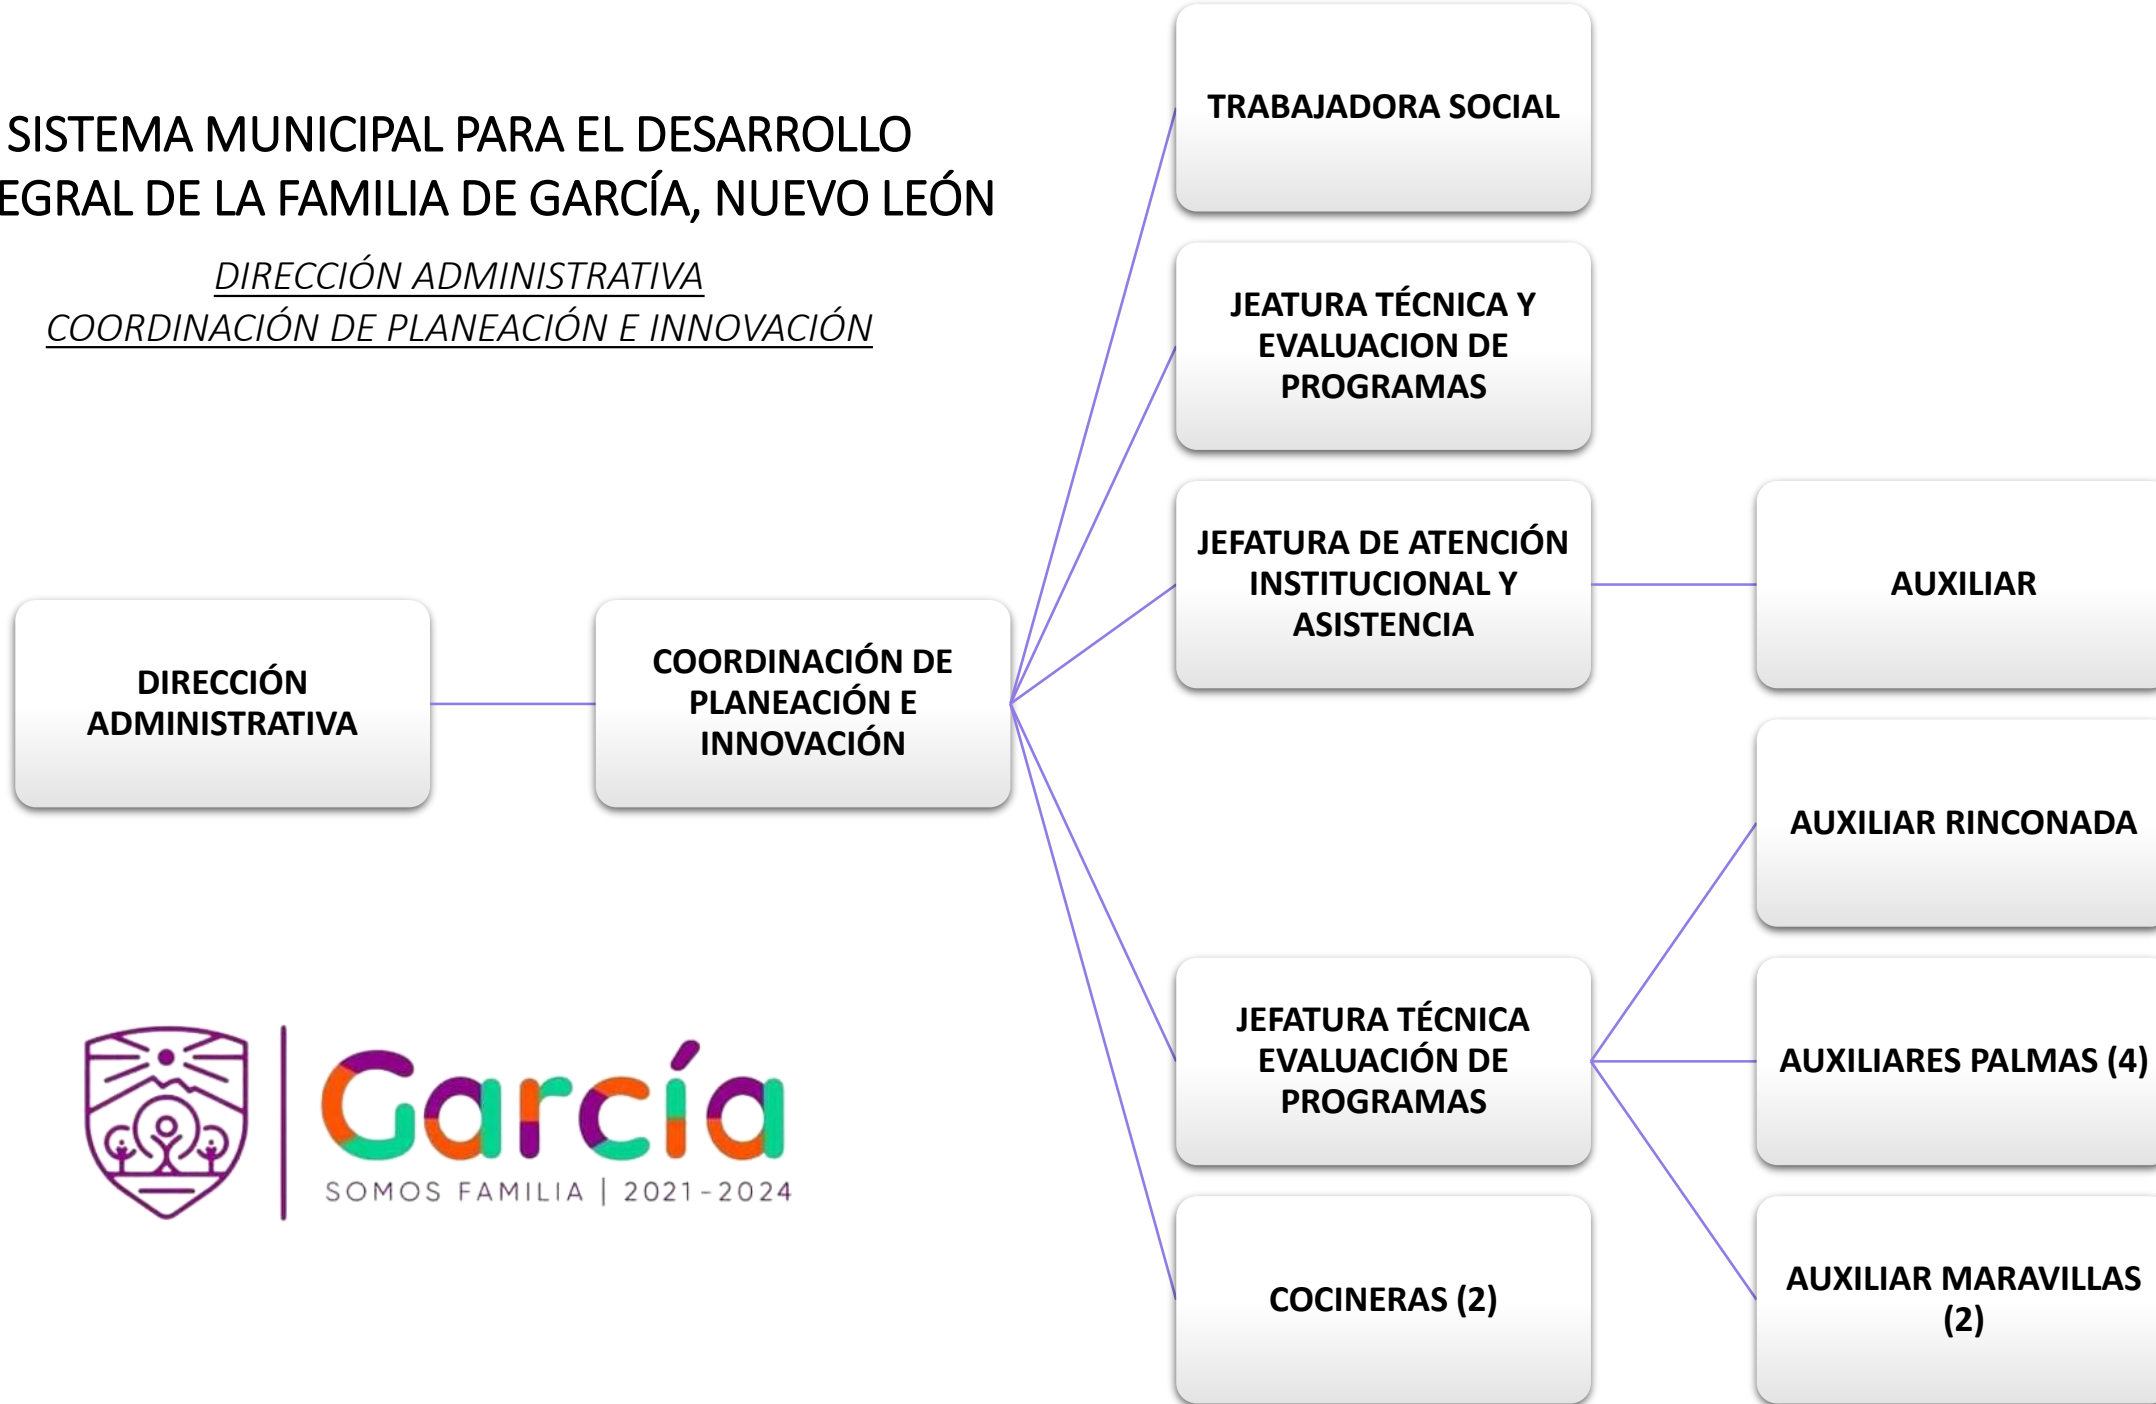 SISTEMA MUNICIPAL PARA EL DESARROLLO
EGRAL DE LA FAMILIA DE GARCÍA, NUEVO LEÓN
DIRECCIÓN ADMINISTRATIVA
COORDINACIÓN DE PLANEACIÓN E INNOVACIÓN
DIRECCIÓN
ADMINISTRATIVA
COORDINACIÓN DE
PLANEACIÓN E
INNOVACIÓN
TRABAJADORA SOCIAL
JEATURA TÉCNICA Y
EVALUACION DE
PROGRAMAS
JEFATURA DE ATENCIÓN
INSTITUCIONAL Y
ASISTENCIA
AUXILIAR
JEFATURA TÉCNICA
EVALUACIÓN DE
PROGRAMAS
AUXILIAR RINCONADA
AUXILIARES PALMAS (4)
AUXILIAR MARAVILLAS
(2)
COCINERAS (2)
García
SOMOS FAMILIA | 2021-2024